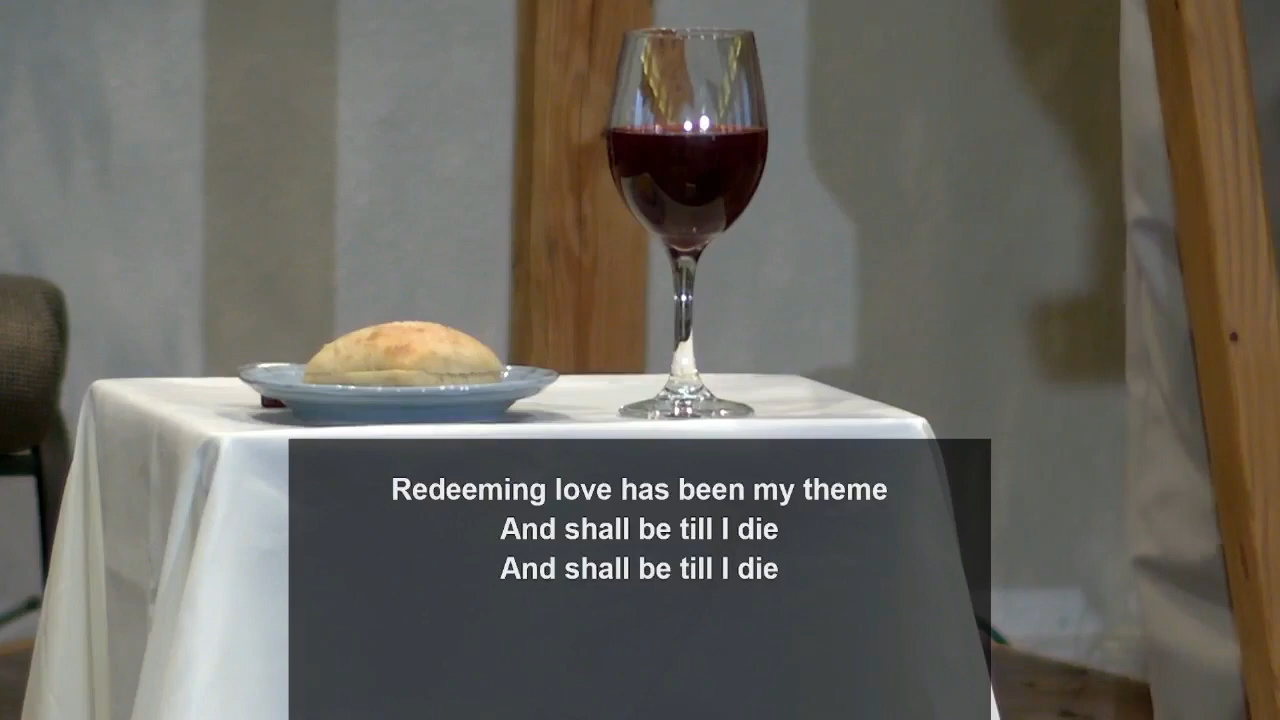 Redeeming love has been my theme
And shall be till I die
And shall be till I die